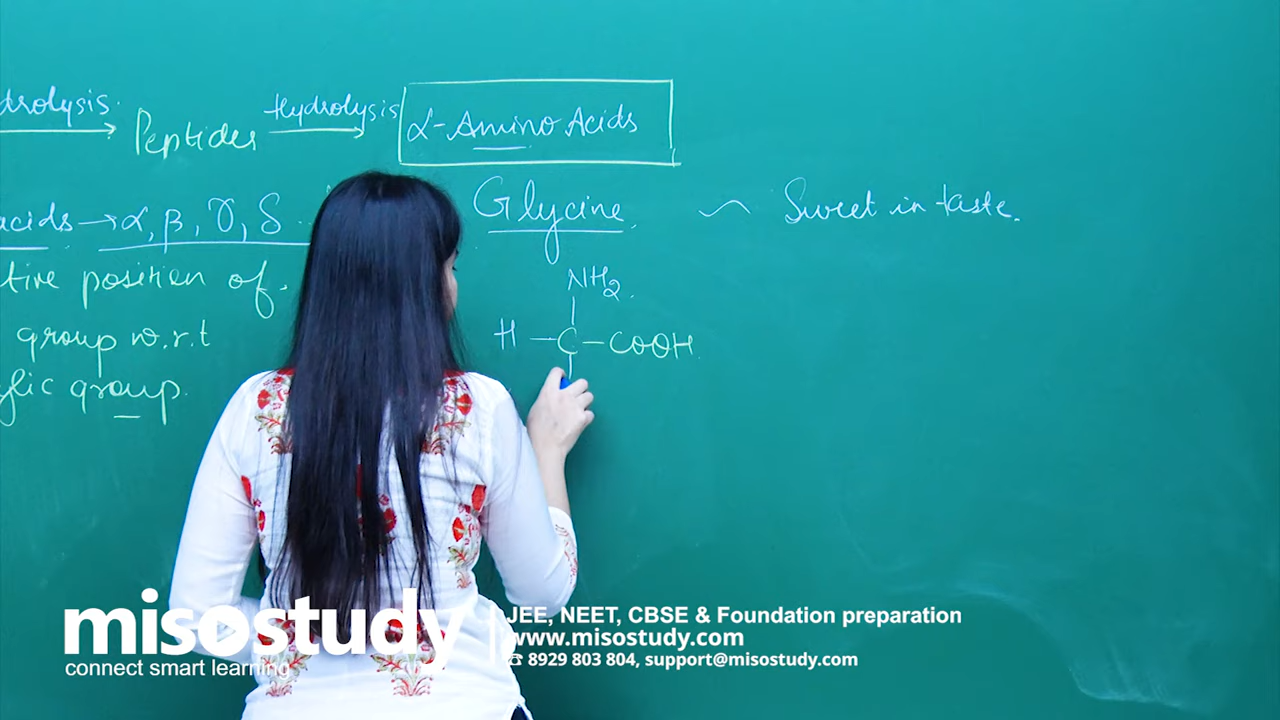 drolysis. → Peptides Hydrolysis → α-Amino Acids
acids → α, β, γ, δ ..
Glycine ~ Sweet in taste.
tive position of.
group w.r.t
lic group.
NH2.
H - C - COOH.
misostudy
connect smart learning
JEE, NEET, CBSE & Foundation preparation
www.misostudy.com
8929 803 804, support@misostudy.com